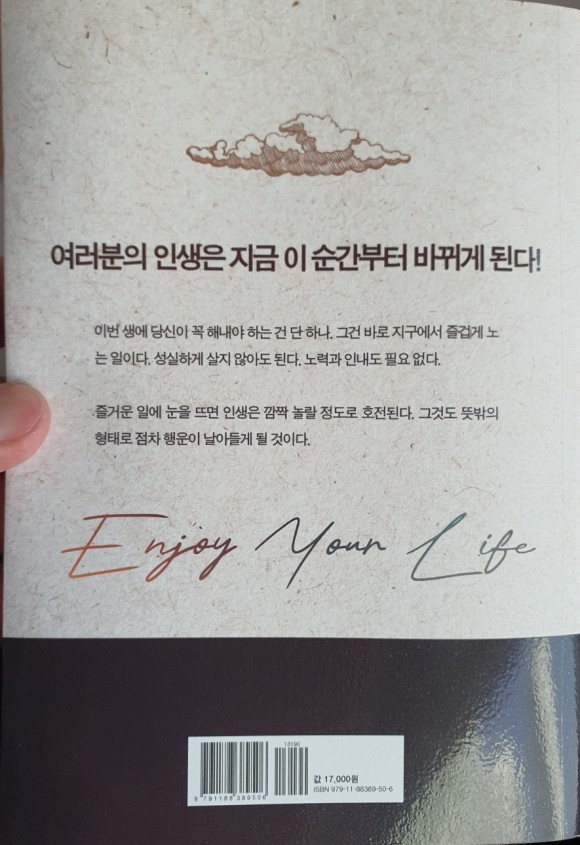 여러분의 인생은 지금 이 순간부터 바뀌게 된다!
이번 생에 당신이 꼭 해내야 하는 건 단 하나. 그건 바로 지구에서 즐겁게 노
는 일이다. 성실하게 살지 않아도 된다. 노력과 인내도 필요 없다.
즐거운 일에 눈을 뜨면 인생은 깜짝 놀랄 정도로 호전된다. 그것도 뜻밖의
형태로 점차 행운이 날아들게 될 것이다.
Enjoy Your Life
13190
값 17,000원
ISBN 979-11-88389-50-6
9 791188 389506